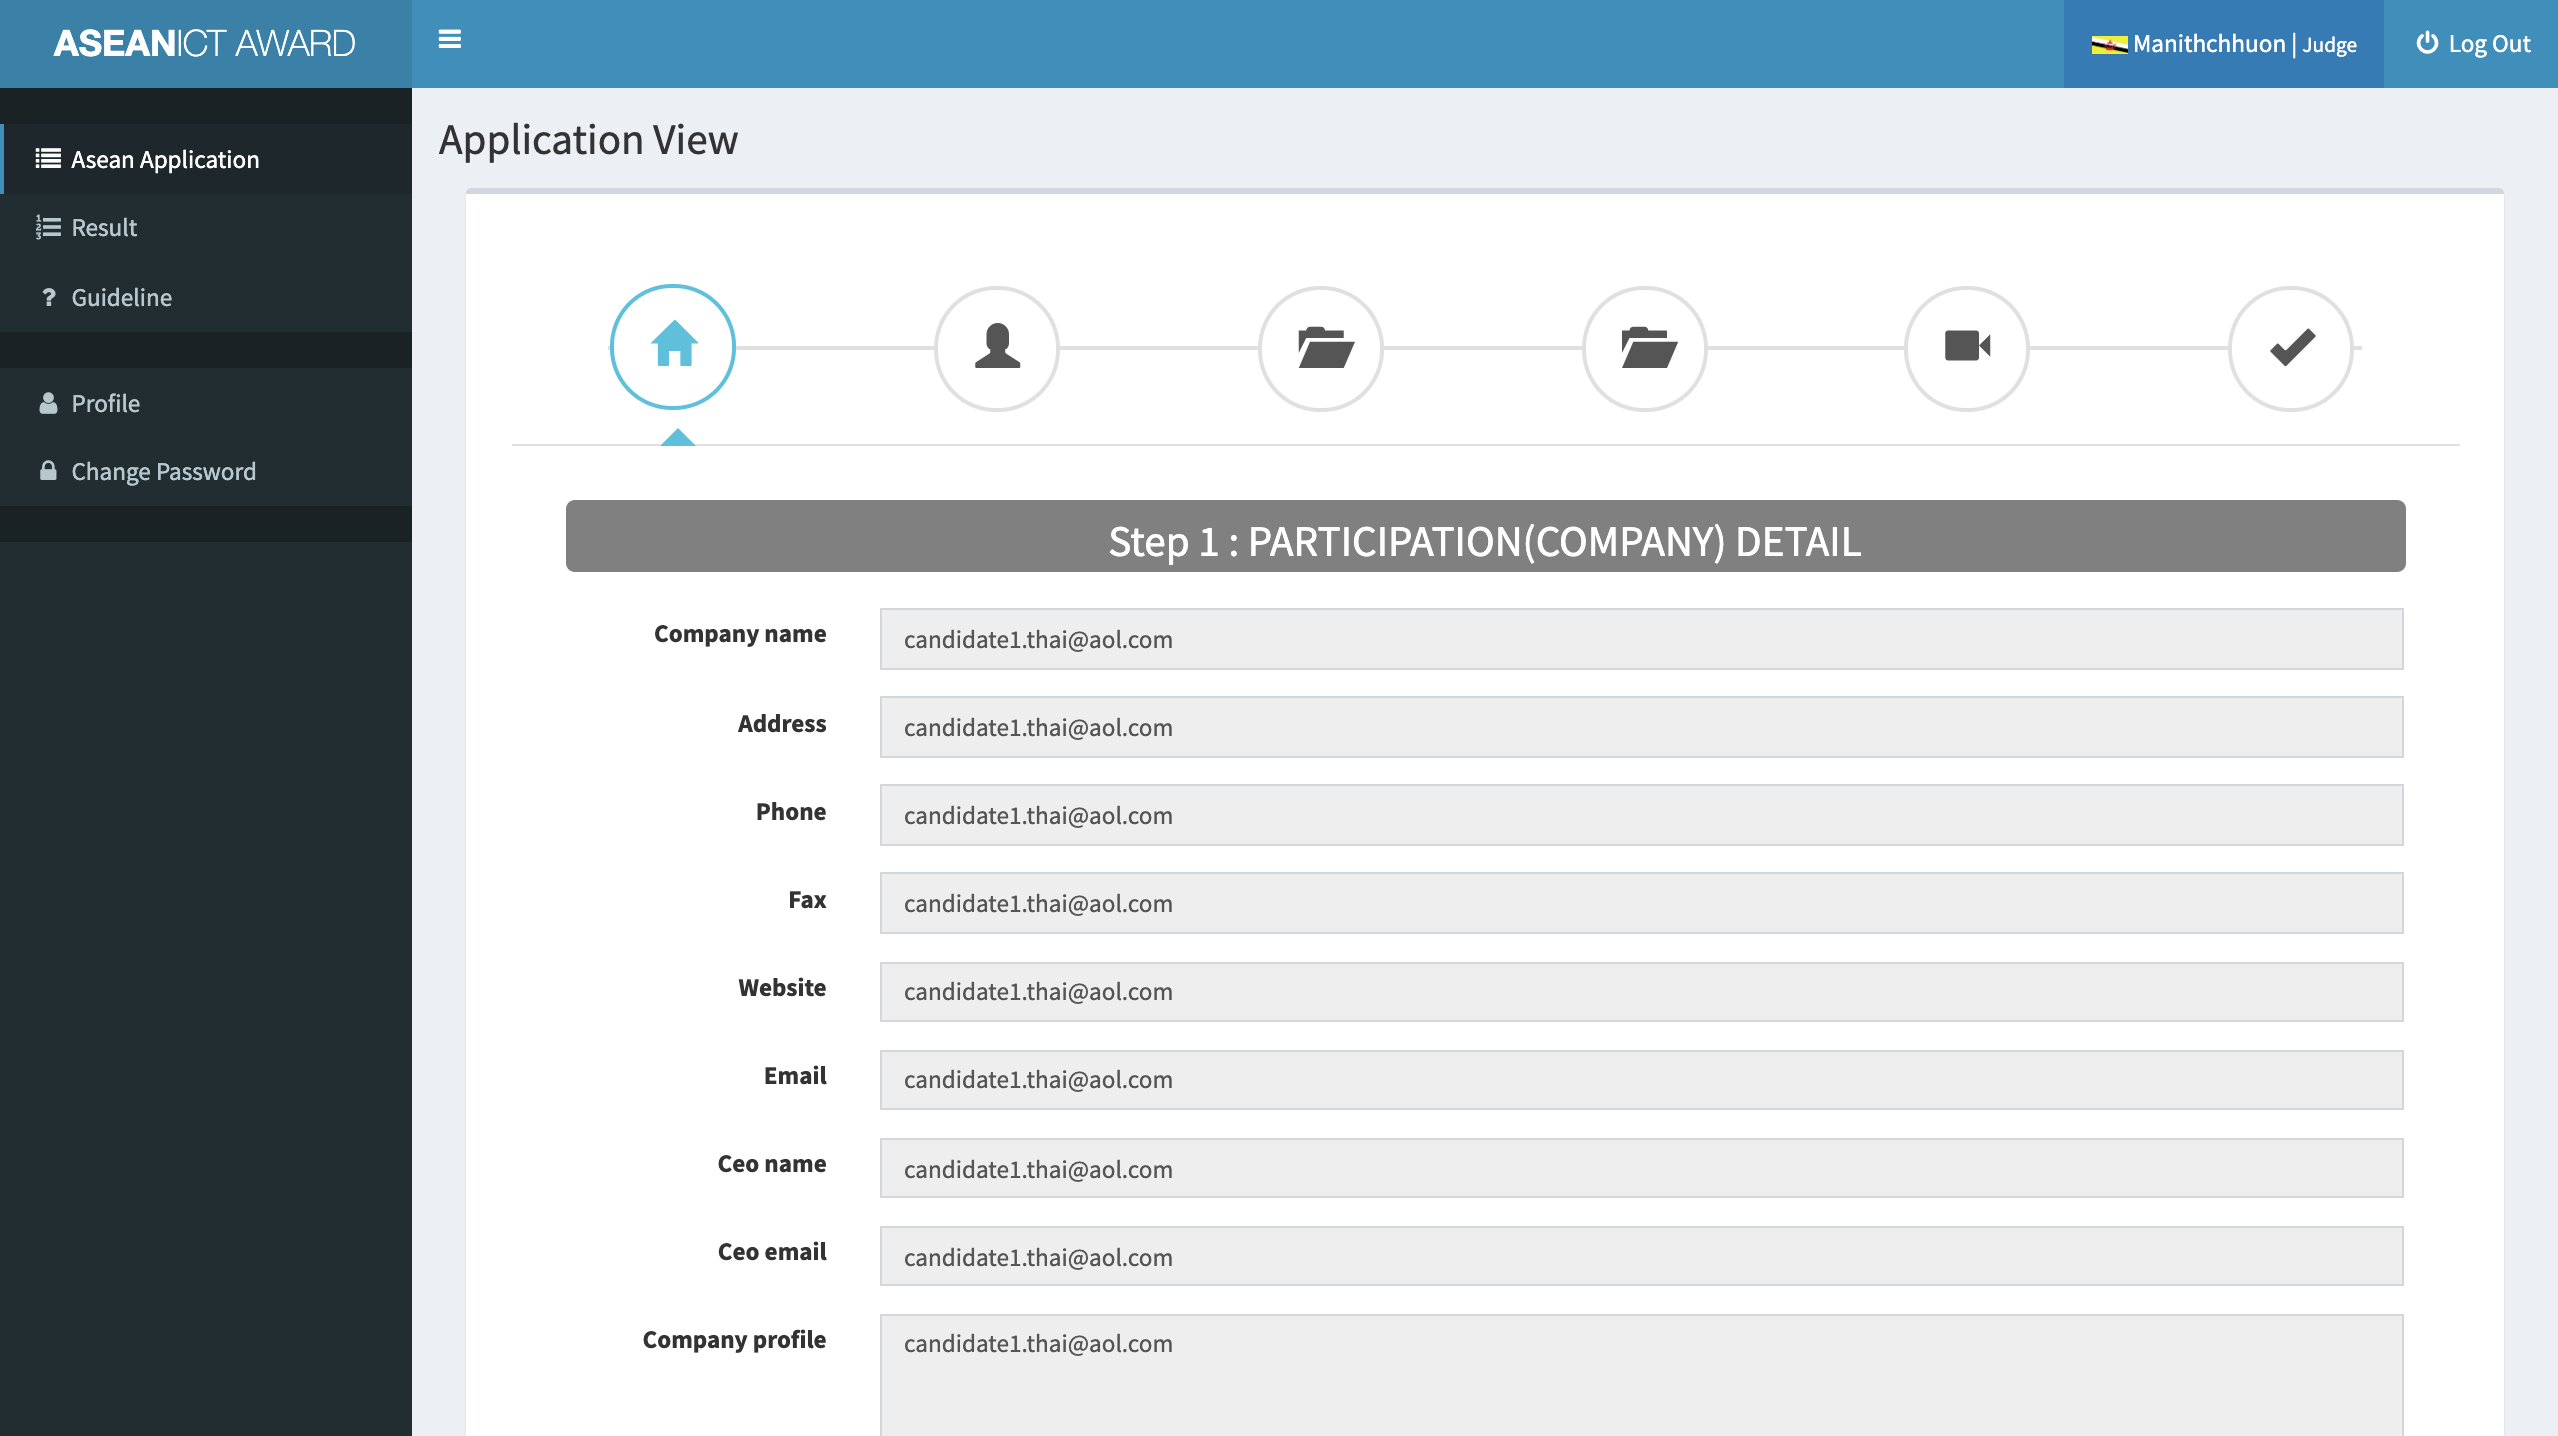 ASEANICT AWARD
Manithchhuon | Judge
Log Out
Asean Application
Result
Guideline
Profile
Change Password
Application View
Step 1 : PARTICIPATION(COMPANY) DETAIL
Company name candidate1.thai@aol.com
Address candidate1.thai@aol.com
Phone candidate1.thai@aol.com
Fax candidate1.thai@aol.com
Website candidate1.thai@aol.com
Email candidate1.thai@aol.com
Ceo name candidate1.thai@aol.com
Ceo email candidate1.thai@aol.com
Company profile candidate1.thai@aol.com